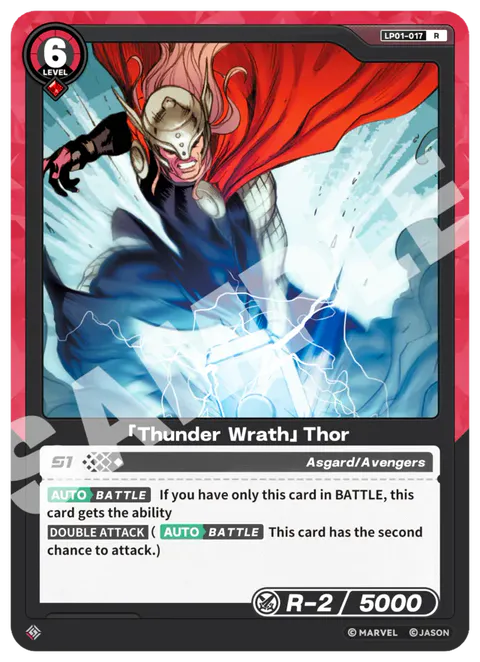 LP01-017 R
6
LEVEL
SAMPLE
「Thunder Wrath」 Thor
S1
Asgard/Avengers
AUTO BATTLE If you have only this card in BATTLE, this
card gets the ability
DOUBLE ATTACK ( AUTO BATTLE This card has the second
chance to attack.)
R-2 / 5000
©MARVEL ©JASON